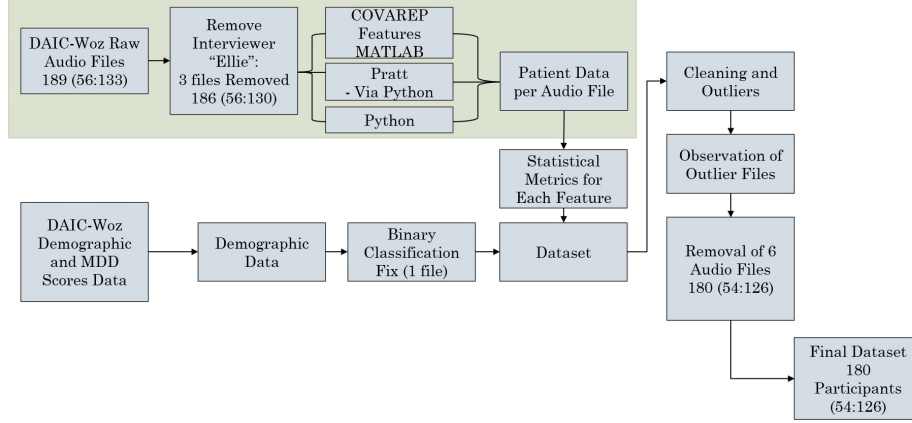 DAIC-Woz Raw
Audio Files
189 (56:133)
Remove
Interviewer
“Ellie”:
3 files Removed
186 (56:130)
COVAREP
Features
MATLAB
Pratt
- Via Python
Python
Patient Data
per Audio File
Statistical
Metrics for
Each Feature
DAIC-Woz
Demographic
and MDD
Scores Data
Demographic
Data
Binary
Classification
Fix (1 file)
Dataset
Cleaning and
Outliers
Observation of
Outlier Files
Removal of 6
Audio Files
180 (54:126)
Final Dataset
180
Participants
(54:126)